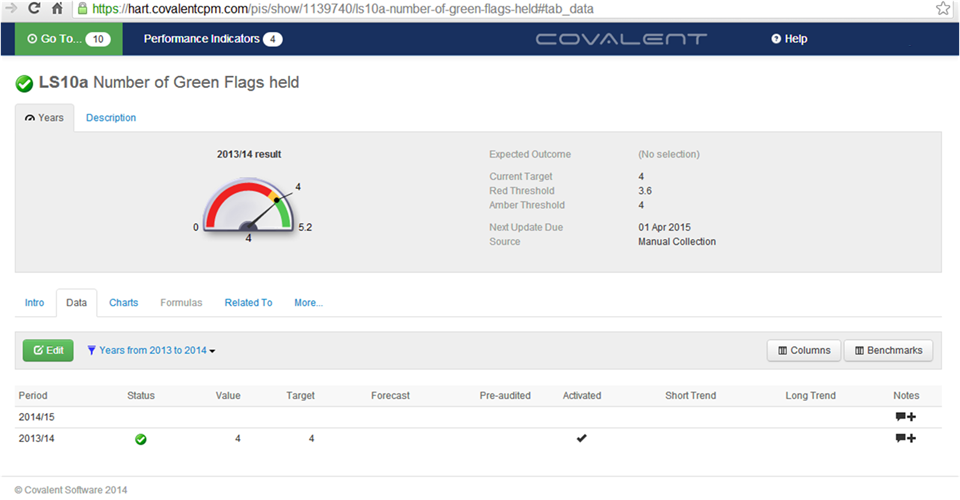 https://hart.covalentcpm.com/pis/show/1139740/ls10a-number-of-green-flags-held#tab_data
Go To... 10 Performance Indicators 4 COVALENT Help
LS10a Number of Green Flags held
Years Description
2013/14 result Expected Outcome (No selection)
Current Target 4
4 Red Threshold 3.6
Amber Threshold 4
0 5.2 Next Update Due 01 Apr 2015
4 Source Manual Collection
Intro Data Charts Formulas Related To More...
Edit Years from 2013 to 2014 Columns Benchmarks
Period Status Value Target Forecast Pre-audited Activated Short Trend Long Trend Notes
2014/15
2013/14 4 4
© Covalent Software 2014